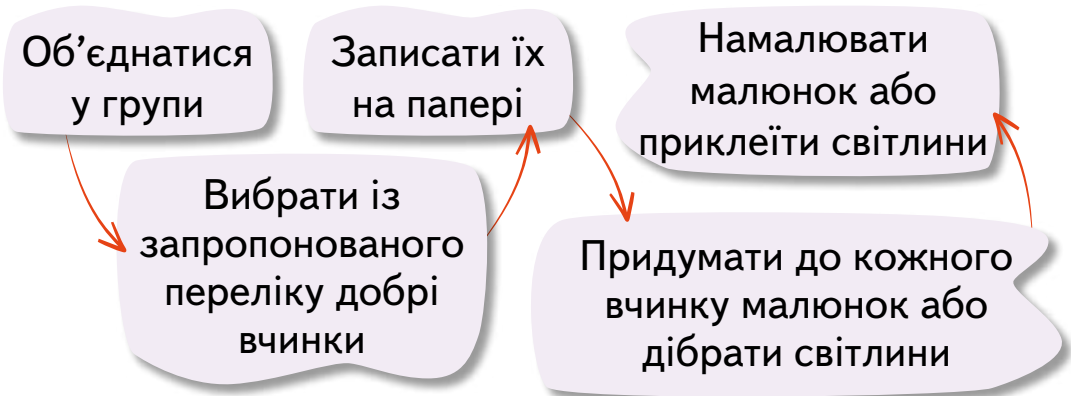 Об’єднатися
у групи
Вибрати із
запропонованого
переліку добрі
вчинки
Записати їх
на папері
Придумати до кожного
вчинку малюнок або
дібрати світлини
Намалювати
малюнок або
приклеїти світлини